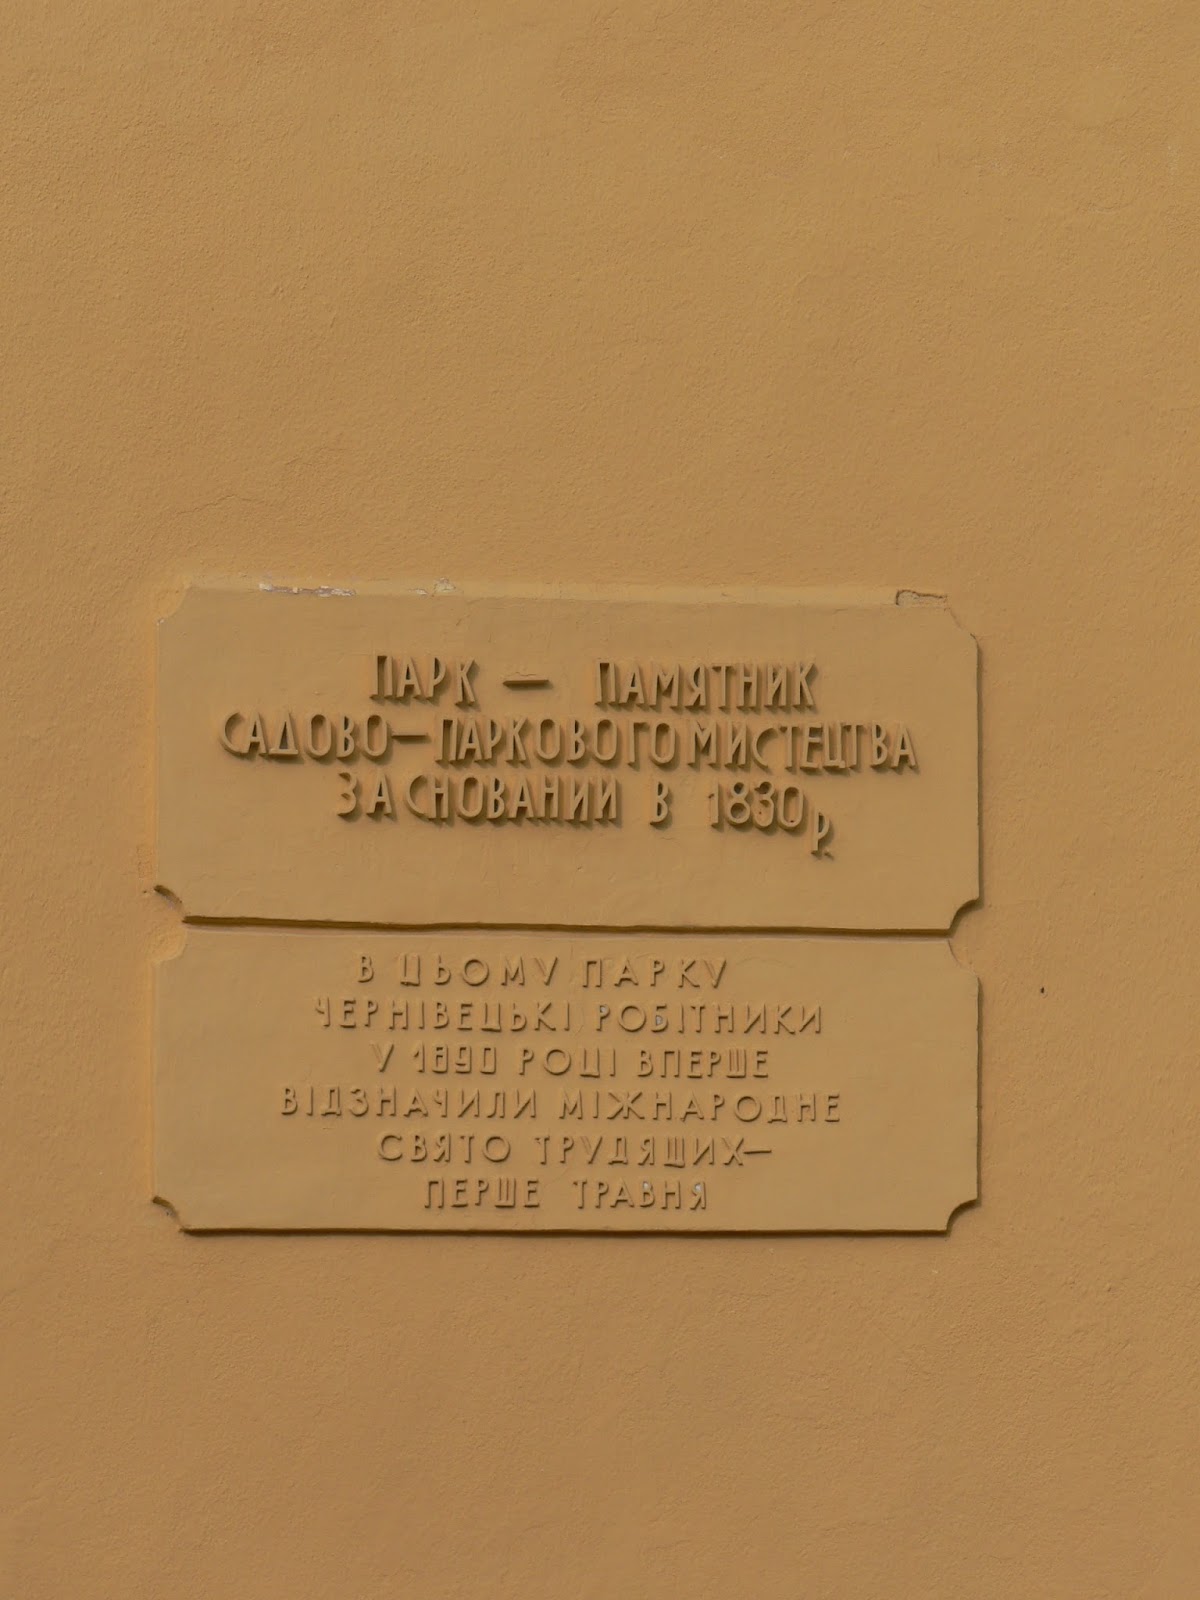 ПАРК — ПАМЯТНИК
САДОВО—ПАРКОВОГО МИСТЕЦТВА
ЗАСНОВАНИЙ В 1830 р.
В ЦЬОМУ ПАРКУ
ЧЕРНІВЕЦЬКІ РОБІТНИКИ
У 1890 РОЦІ ВПЕРШЕ
ВІДЗНАЧИЛИ МІЖНАРОДНЕ
СВЯТО ТРУДЯЩИХ—
ПЕРШЕ ТРАВНЯ